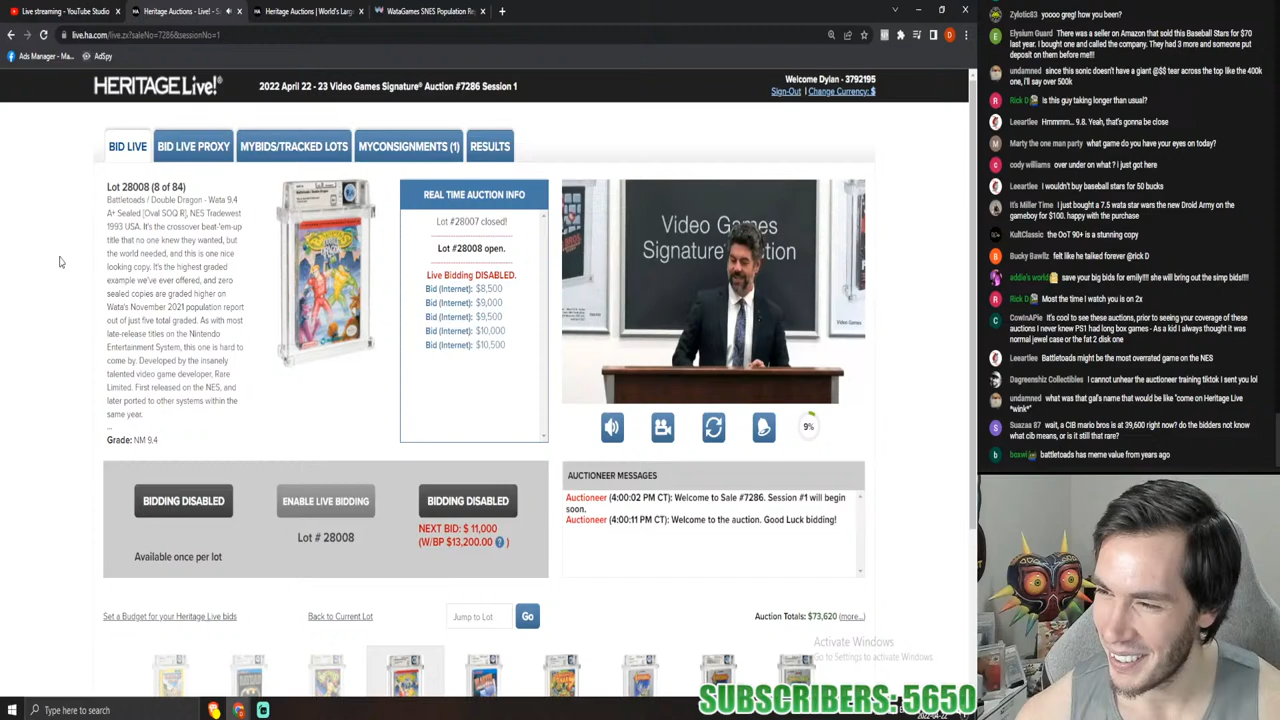 Live streaming - YouTube Studio
Heritage Auctions - Live! - S
Heritage Auctions | World's Larg
WataGames SNES Population Re
live.ha.com/live.zx?saleNo=7286&sessionNo=1
Ads Manager - Ma...
AdSpy
HERITAGE Live!®
2022 April 22 - 23 Video Games Signature® Auction #7286 Session 1
Welcome Dylan - 3792195
Sign-Out | Change Currency: $
BID LIVE
BID LIVE PROXY
MYBIDS/TRACKED LOTS
MYCONSIGNMENTS (1)
RESULTS
Lot 28008 (8 of 84)
Battletoads / Double Dragon - Wata 9.4
A+ Sealed [Oval SOQ R], NES Tradewest
1993 USA. It's the crossover beat-'em-up
title that no one knew they wanted, but
the world needed, and this is one nice
looking copy. It's the highest graded
example we've ever offered, and zero
sealed copies are graded higher on
Wata's November 2021 population report
out of just five total graded. As with most
late-release titles on the Nintendo
Entertainment System, this one is hard to
come by. Developed by the insanely
talented video game developer, Rare
Limited. First released on the NES, and
later ported to other systems within the
same year.
...
Grade: NM 9.4
REAL TIME AUCTION INFO
Lot #28007 closed!
Lot #28008 open.
Live Bidding DISABLED.
Bid (Internet): $8,500
Bid (Internet): $9,000
Bid (Internet): $9,500
Bid (Internet): $10,000
Bid (Internet): $10,500
Video Games
9%
BIDDING DISABLED
Available once per lot
ENABLE LIVE BIDDING
Lot # 28008
BIDDING DISABLED
NEXT BID: $ 11,000
(W/BP $13,200.00 ? )
AUCTIONEER MESSAGES
Auctioneer (4:00:02 PM CT): Welcome to Sale #7286. Session #1 will begin
soon.
Auctioneer (4:00:11 PM CT): Welcome to the auction. Good Luck bidding!
Set a Budget for your Heritage Live bids
Back to Current Lot
Jump to Lot
Go
Auction Totals: $73,620 (more...)
Activate Windows
Go to Settings to activate Windows
Type here to search
SUBSCRIBERS: 5650
Zylotic83 yoooo greg! how you been?
Elysium Guard There was a seller on Amazon that sold this Baseball Stars for $70
last year. I bought one and called the company. They had 3 more and someone put
deposit on them before me!!!
undamned since this sonic doesn't have a giant @$$ tear across the top like the 400k
one, i'll say over 500k
Rick D Is this guy taking longer than usual?
Leeartlee Hmmmm... 9.8. Yeah, that's gonna be close
Marty the one man party what game do you have your eyes on today?
cody williams over under on what ? i just got here
Leeartlee I wouldn't buy baseball stars for 50 bucks
It's Miller Time I just bought a 7.5 wata star wars the new Droid Army on the
gameboy for $100. happy with the purchase
KultClassic the OoT 90+ is a stunning copy
Bucky Bawllz felt like he talked forever @rick D
addie's world save your big bids for emily!!!! she will bring out the simp bids!!!!
Rick D Most the time I watch you is on 2x
CowInAPie It's cool to see these auctions, prior to seeing your coverage of these
auctions I never knew PS1 had long box games - As a kid I always thought it was
normal jewel case or the fat 2 disk one
Leeartlee Battletoads might be the most overrated game on the NES
Dagreenshiz Collectibles I cannot unhear the auctioneer training tiktok I sent you lol
undamned what was that gal's name that would be like "come on Heritage Live
*wink*"
Suazaa 87 wait, a CIB mario bros is at 39,600 right now? do the bidders not know
what cib means, or is it still that rare?
battletoads has meme value from years ago